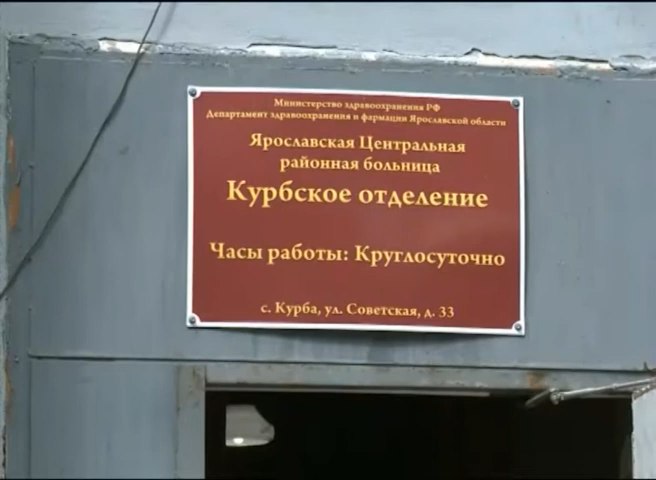 Министерство здравоохранения РФ
Департамент здравоохранения и фармации Ярославской области
Ярославская Центральная
районная больница
Курбское отделение
Часы работы: Круглосуточно
с. Курба, ул. Советская, д. 33